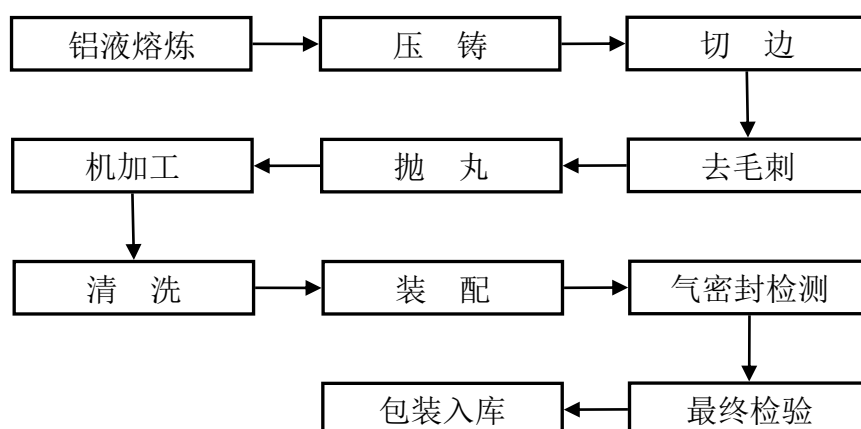 铝液熔炼
压 铸
切 边
去毛刺
抛 丸
机加工
清 洗
装 配
气密封检测
最终检验
包装入库